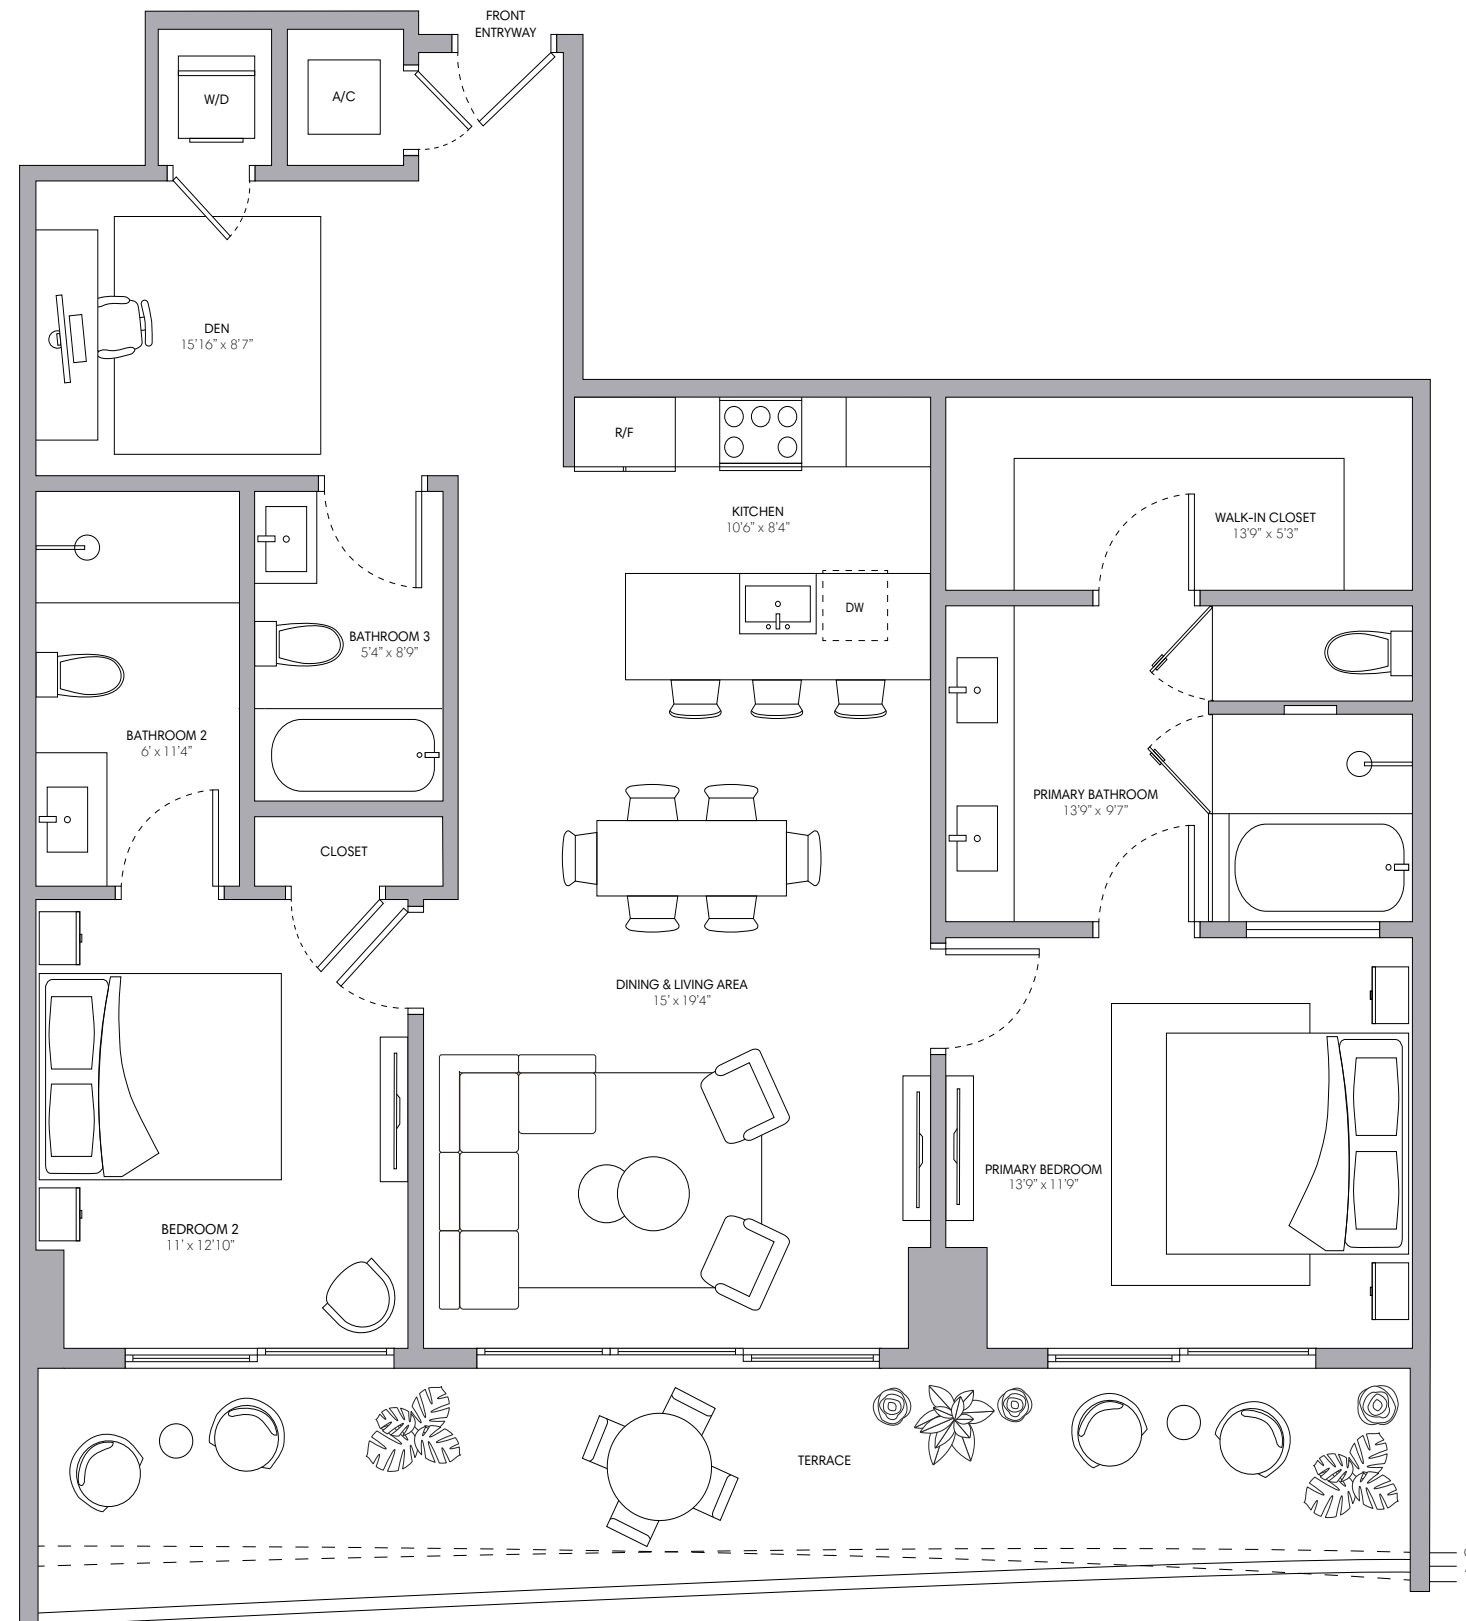 FRONT
ENTRYWAY
W/D
A/C
DEN
15'16" x 8'7"
R/F
KITCHEN
10'6" x 8'4"
WALK-IN CLOSET
13'9" x 5'3"
DW
BATHROOM 3
5'4" x 8'9"
BATHROOM 2
6' x 11'4"
PRIMARY BATHROOM
13'9" x 9'7"
CLOSET
DINING & LIVING AREA
15' x 19'4"
PRIMARY BEDROOM
13'9" x 11'9"
BEDROOM 2
11' x 12'10"
TERRACE